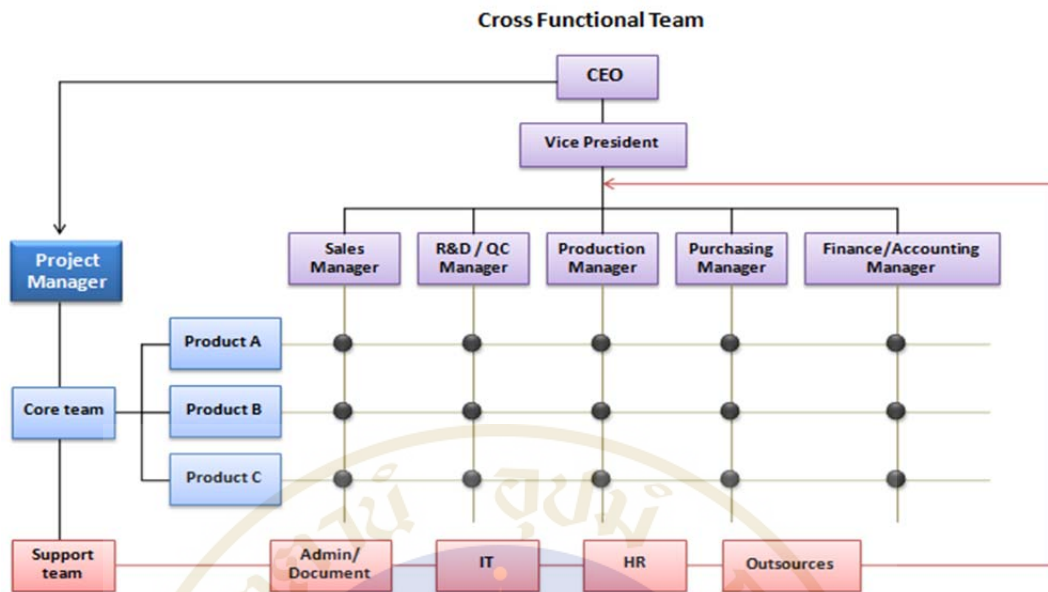 Cross Functional Team
CEO
Vice President
Sales
Manager
R&D / QC
Manager
Production
Manager
Purchasing
Manager
Finance/Accounting
Manager
Project
Manager
Product A
Core team
Product B
Product C
Support
team
Admin/
Document
IT
HR
Outsources